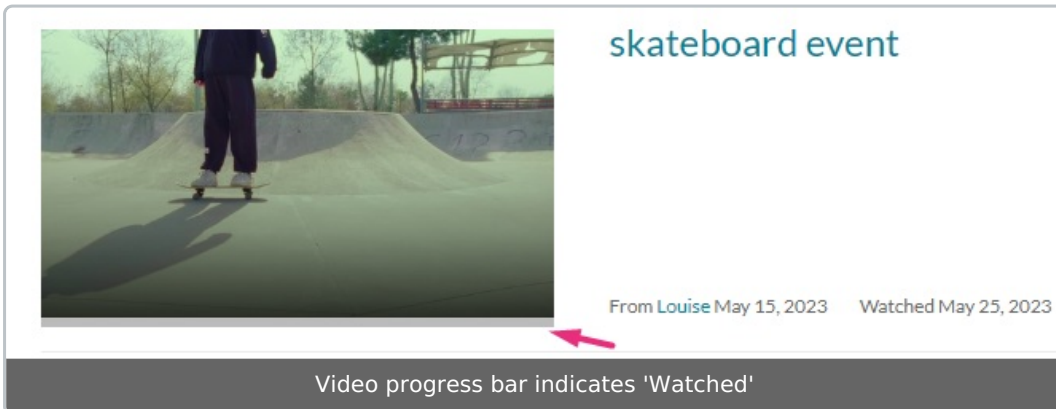 skateboard event
From Louise May 15, 2023 Watched May 25, 2023
Video progress bar indicates 'Watched'